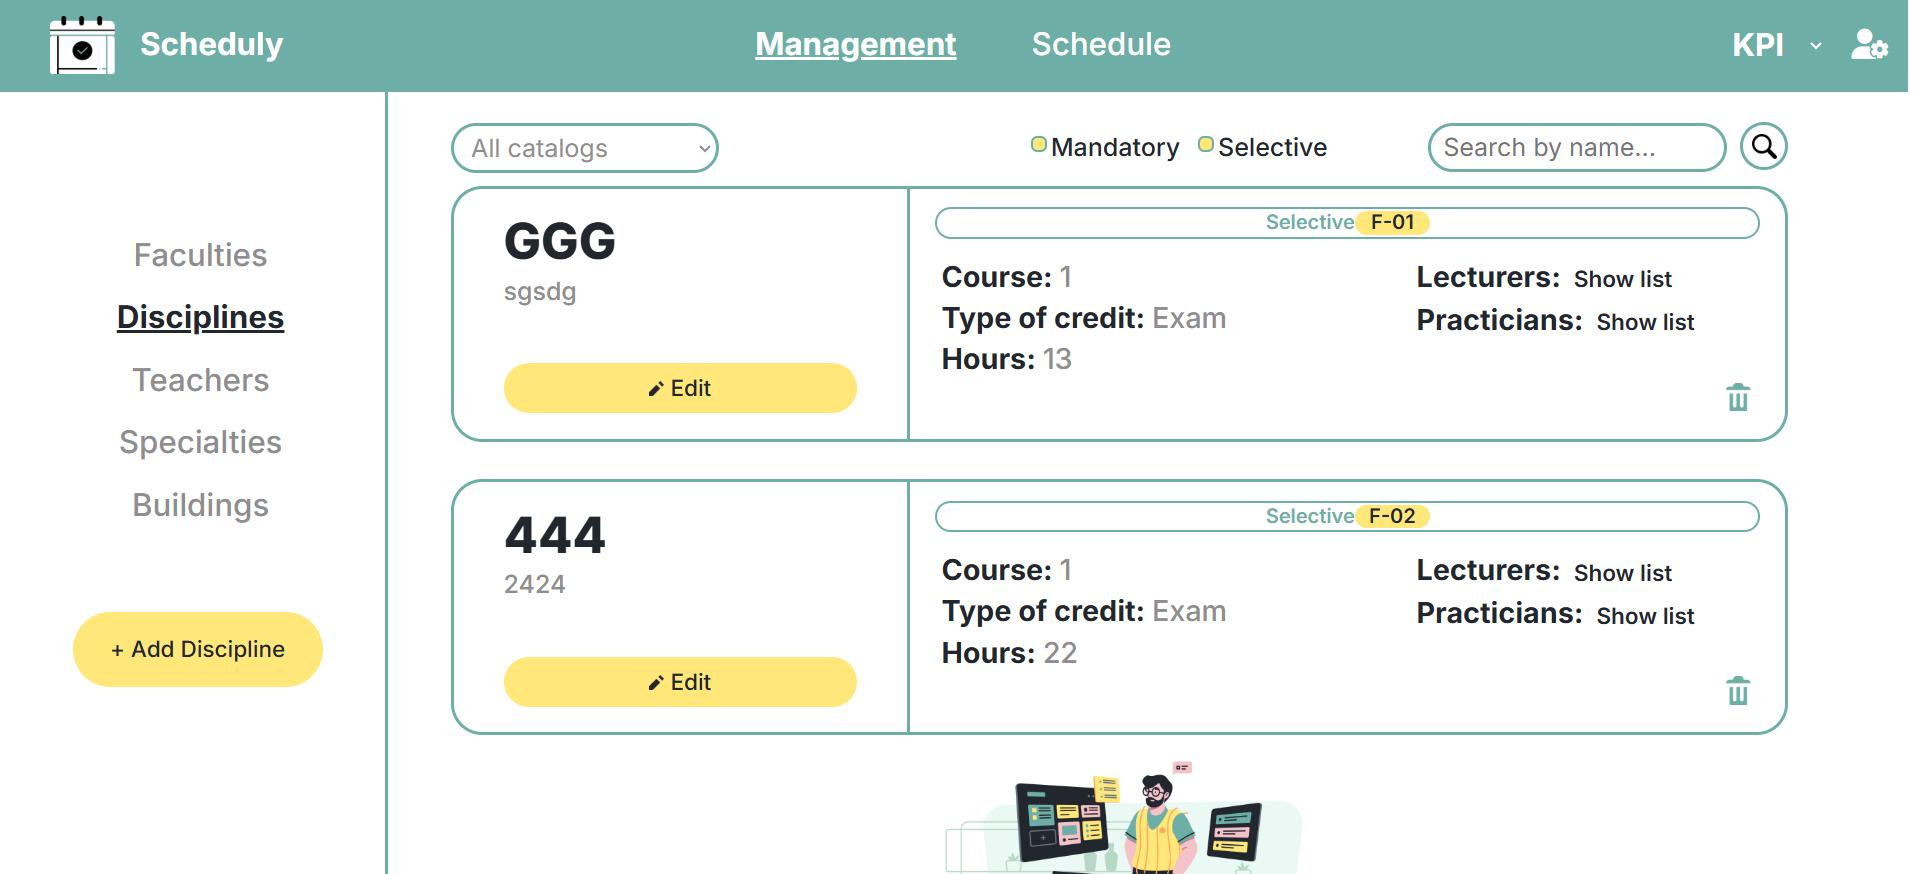 Scheduly
Management
Schedule
KPI
All catalogs
Mandatory
Selective
Search by name...
Faculties
Disciplines
Teachers
Specialties
Buildings
+ Add Discipline
GGG
sgsdg
Edit
Selective F-01
Course: 1
Type of credit: Exam
Hours: 13
Lecturers: Show list
Practicians: Show list
444
2424
Edit
Selective F-02
Course: 1
Type of credit: Exam
Hours: 22
Lecturers: Show list
Practicians: Show list